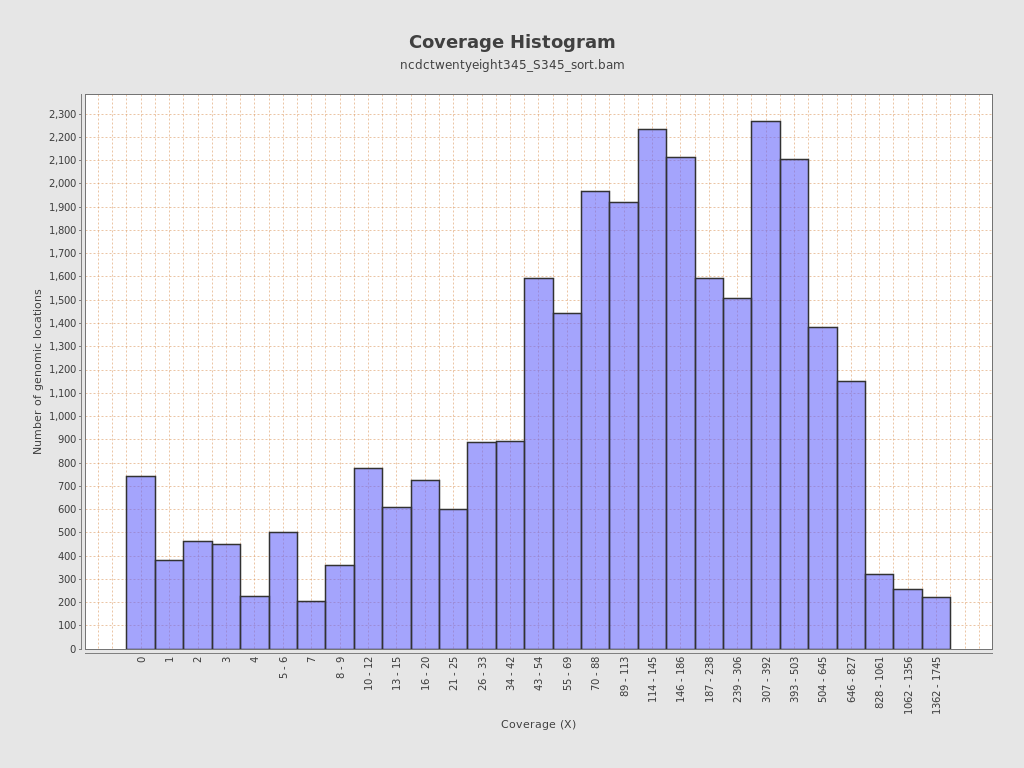 Coverage Histogram
ncdctwentyeight345_S345_sort.bam
Number of genomic locations
2,300
2,200
2,100
2,000
1,900
1,800
1,700
1,600
1,500
1,400
1,300
1,200
1,100
1,000
900
800
700
600
500
400
300
200
100
0
0
1
2
3
4
5 - 6
7
8 - 9
10 - 12
13 - 15
16 - 20
21 - 25
26 - 33
34 - 42
43 - 54
55 - 69
70 - 88
89 - 113
114 - 145
146 - 186
187 - 238
239 - 306
307 - 392
393 - 503
504 - 645
646 - 827
828 - 1061
1062 - 1356
1362 - 1745
Coverage (X)